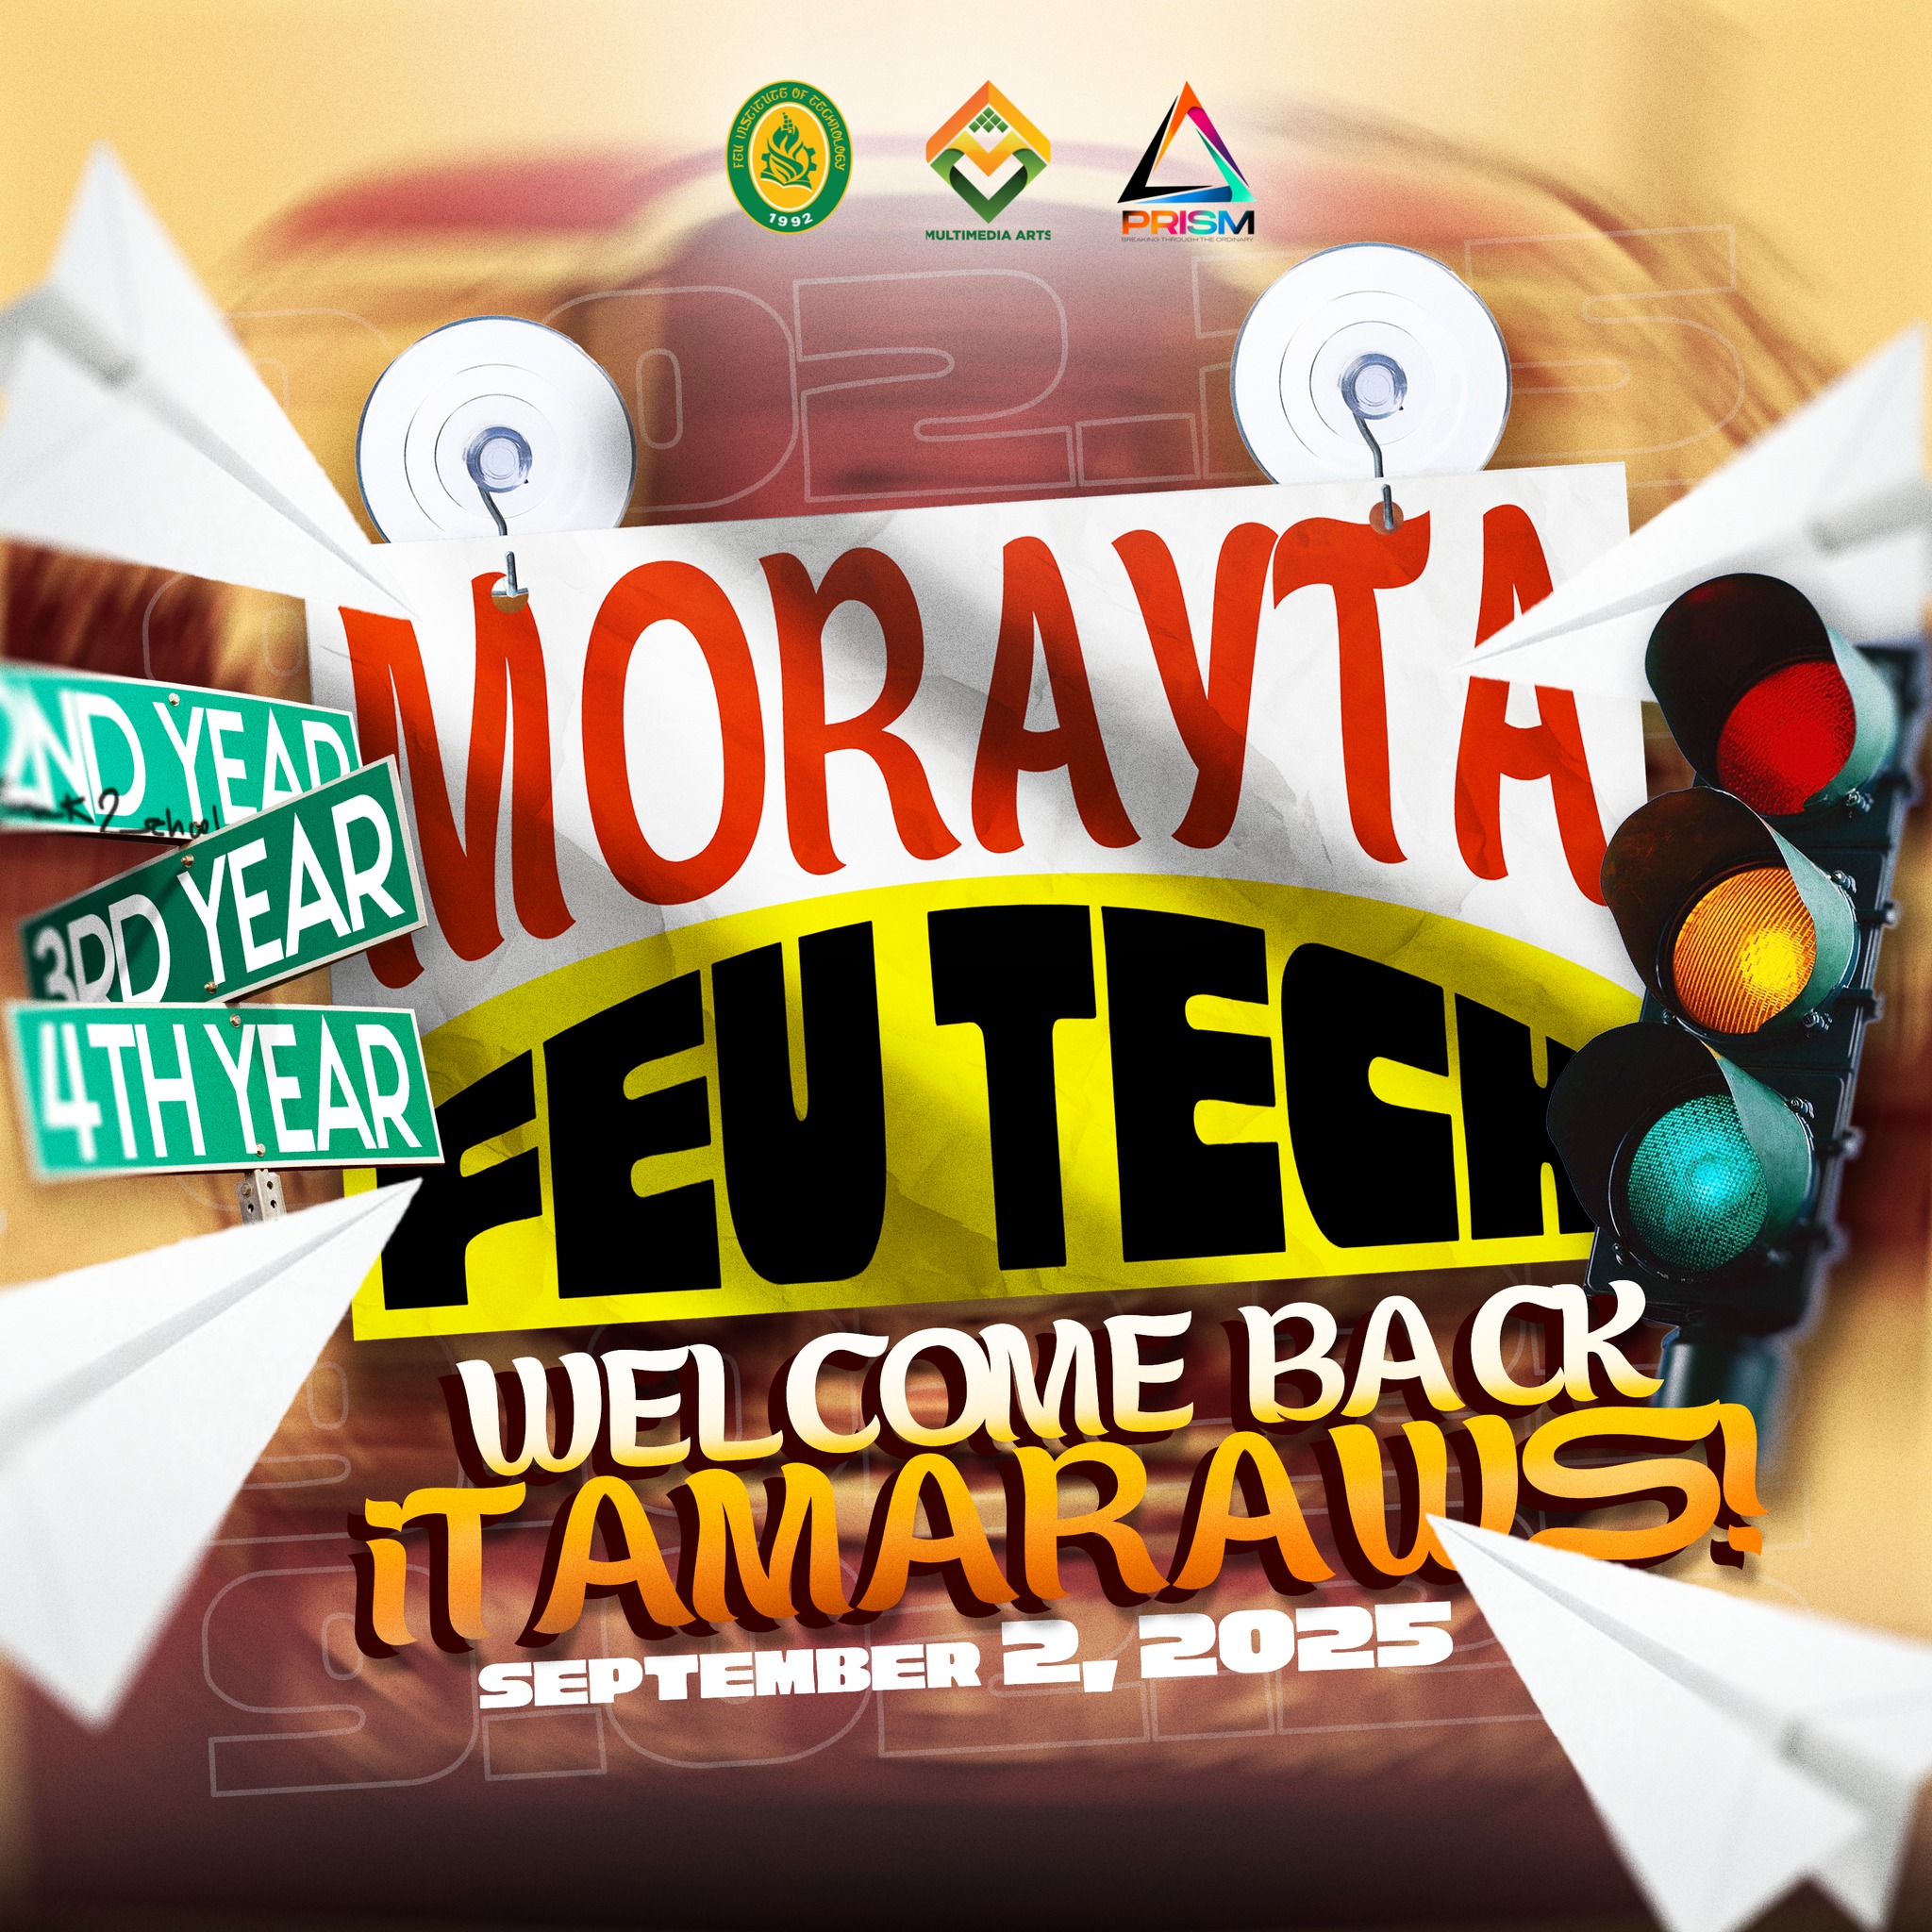 FEU INSTITUTE OF TECHNOLOGY
1992
MULTIMEDIA ARTS
PRISM
BREAKING THROUGH THE ORDINARY
MORAYTA
FEU TECH
2ND YEAR
3RD YEAR
4TH YEAR
WELCOME BACK
¡TAMARAWS!
SEPTEMBER 2, 2025